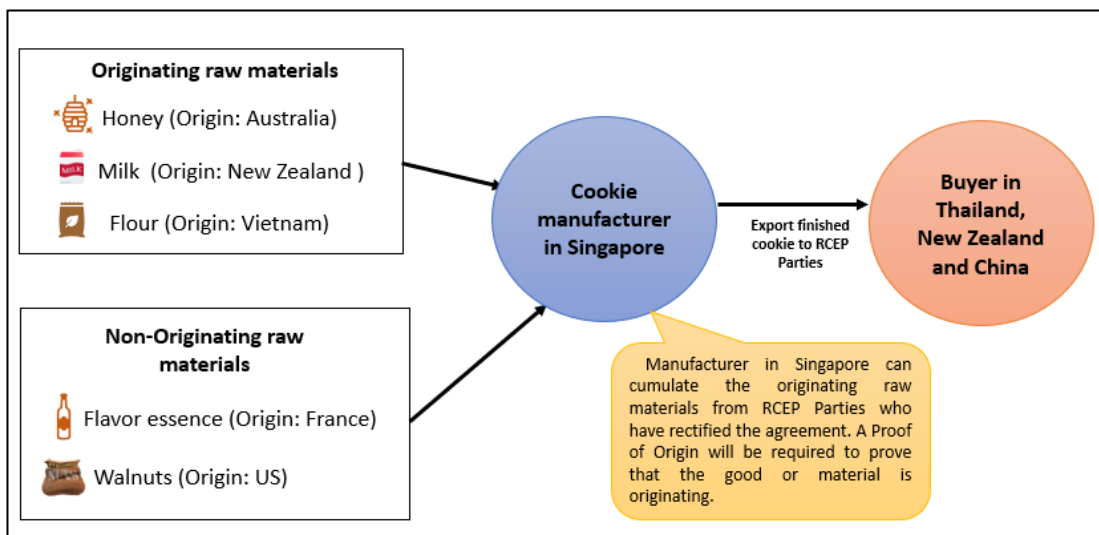 Originating raw materials
Honey (Origin: Australia)
MILK
Milk (Origin: New Zealand )
Flour (Origin: Vietnam)
Non-Originating raw
materials
Flavor essence (Origin: France)
Walnuts (Origin: US)
Cookie
manufacturer
in Singapore
Export finished
cookie to RCEP
Parties
Buyer in
Thailand,
New Zealand
and China
Manufacturer in Singapore can
cumulate the originating raw
materials from RCEP Parties who
have rectified the agreement. A Proof
of Origin will be required to prove
that the good or material is
originating.